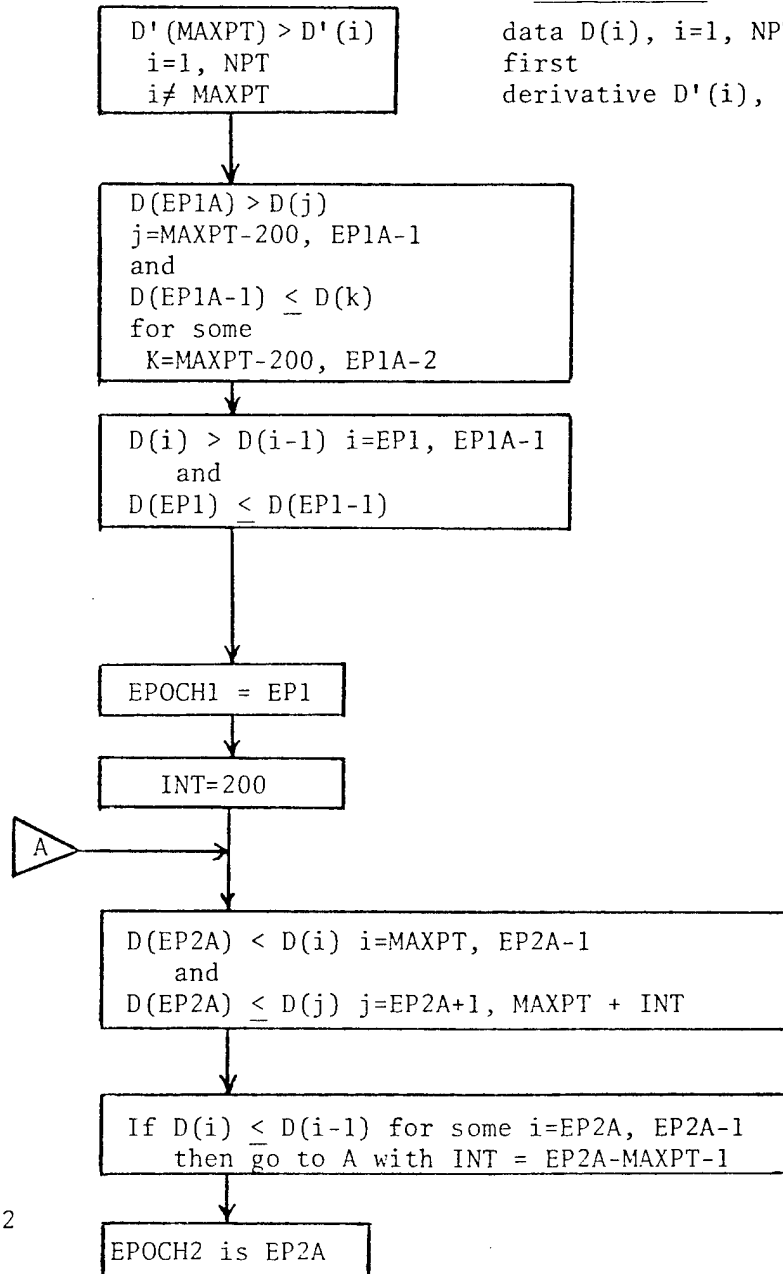 D'(MAXPT) > D'(i)
i=1, NPT
i≠ MAXPT
data D(i), i=1, NP
first
derivative D'(i),
D(EP1A) > D(j)
j=MAXPT-200, EP1A-1
and
D(EP1A-1) ≤ D(k)
for some
K=MAXPT-200, EP1A-2
D(i) > D(i-1) i=EP1, EP1A-1
and
D(EP1) ≤ D(EP1-1)
EPOCH1 = EP1
INT=200
A
D(EP2A) < D(i) i=MAXPT, EP2A-1
and
D(EP2A) ≤ D(j) j=EP2A+1, MAXPT + INT
If D(i) ≤ D(i-1) for some i=EP2A, EP2A-1
then go to A with INT = EP2A-MAXPT-1
2
EPOCH2 is EP2A